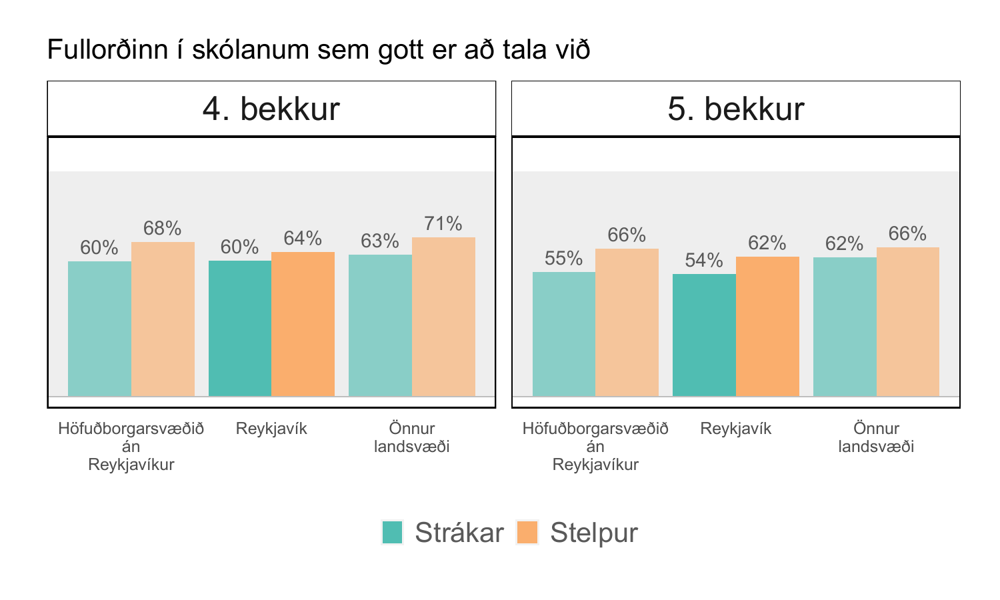 Fullorðinn í skólanum sem gott er að tala við
4. bekkur
60%
68%
60%
64%
63%
71%
Höfuðborgarsvæðið
án
Reykjavíkur
Reykjavík
Önnur
landsvæði
5. bekkur
55%
66%
54%
62%
62%
66%
Höfuðborgarsvæðið
án
Reykjavíkur
Reykjavík
Önnur
landsvæði
Strákar
Stelpur